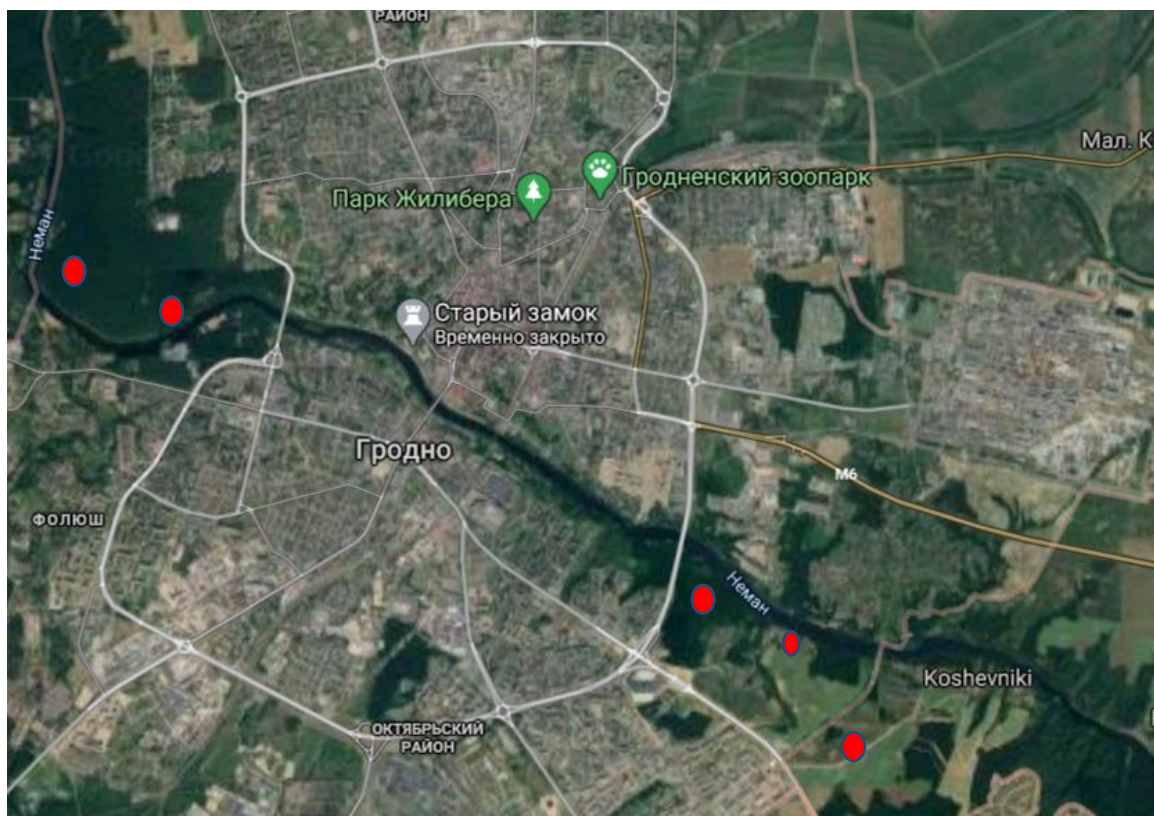 РАЙОН
Мал. К
Гродненский зоопарк
Парк Жилибера
Неман
Старый замок
Временно закрыто
Гродно
М6
ФОЛЮШ
Неман
Koshevniki
ОКТЯБРЬСКИЙ
РАЙОН